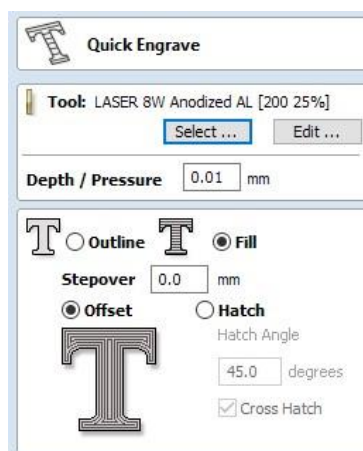 Quick Engrave
Tool: LASER 8W Anodized AL [200 25%]
Select ... Edit ...
Depth / Pressure 0.01 mm
Outline Fill
Stepover 0.0 mm
Offset Hatch
Hatch Angle
45.0 degrees
Cross Hatch